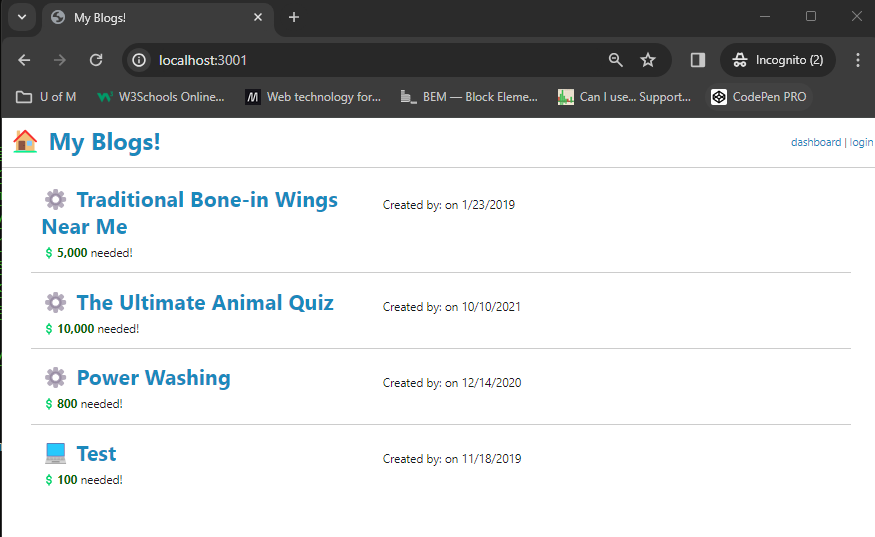 My Blogs!
localhost:3001
Incognito (2)
U of M
W3Schools Online...
Web technology for...
BEM — Block Eleme...
Can I use... Support...
CodePen PRO
My Blogs!
dashboard | login
Traditional Bone-in Wings
Near Me
Created by: on 1/23/2019
$ 5,000 needed!
The Ultimate Animal Quiz
Created by: on 10/10/2021
$ 10,000 needed!
Power Washing
Created by: on 12/14/2020
$ 800 needed!
Test
Created by: on 11/18/2019
$ 100 needed!